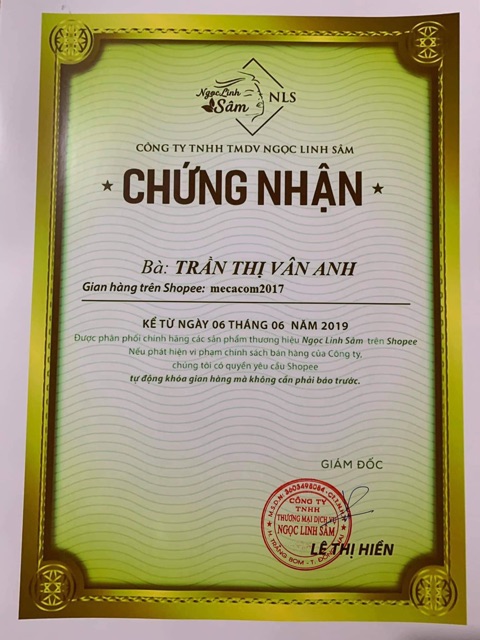 Ngọc Linh
Sâm
NLS
CÔNG TY TNHH TMDV NGỌC LINH SÂM
CHỨNG NHẬN
Bà: TRẦN THỊ VÂN ANH
Gian hàng trên Shopee: mecacom2017
KỂ TỪ NGÀY 06 THÁNG 06 NĂM 2019
Được phân phối chính hãng các sản phẩm thương hiệu Ngọc Linh Sâm trên Shopee
Nếu phát hiện vi phạm chính sách bán hàng của Công ty,
chúng tôi có quyền yêu cầu Shopee
tự động khóa gian hàng mà không cần phải báo trước.
GIÁM ĐỐC
M.S.D.N: 3603498084
CÔNG TY
TNHH
THƯƠNG MẠI DỊCH VỤ
NGỌC LINH SÂM
H. TRẢNG BOM - T. ĐỒNG
LÊ THỊ HIỀN